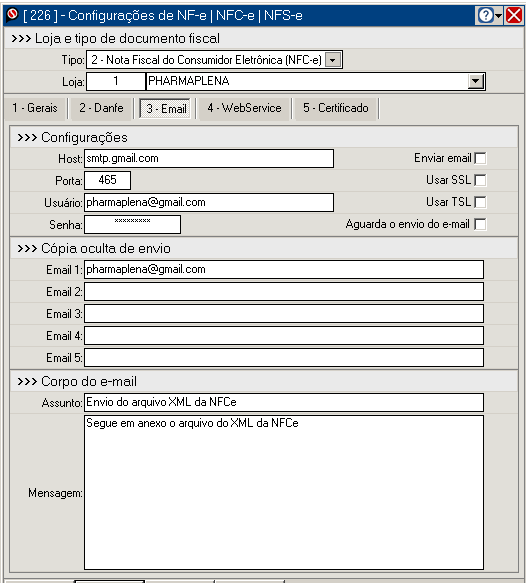 [ 226 ] - Configurações de NF-e | NFC-e | NFS-e
>>> Loja e tipo de documento fiscal
Tipo: 2 - Nota Fiscal do Consumidor Eletrônica (NFC-e)
Loja: 1 PHARMAPLENA
1 - Gerais 2 - Danfe 3 - Email 4 - WebService 5 - Certificado
>>> Configurações
Host: smtp.gmail.com Enviar email
Porta: 465 Usar SSL
Usuário: pharmaplena@gmail.com Usar TSL
Senha: ********* Aguarda o envio do e-mail
>>> Cópia oculta de envio
Email 1: pharmaplena@gmail.com
Email 2:
Email 3:
Email 4:
Email 5:
>>> Corpo do e-mail
Assunto: Envio do arquivo XML da NFCe
Segue em anexo o arquivo do XML da NFCe
Mensagem: